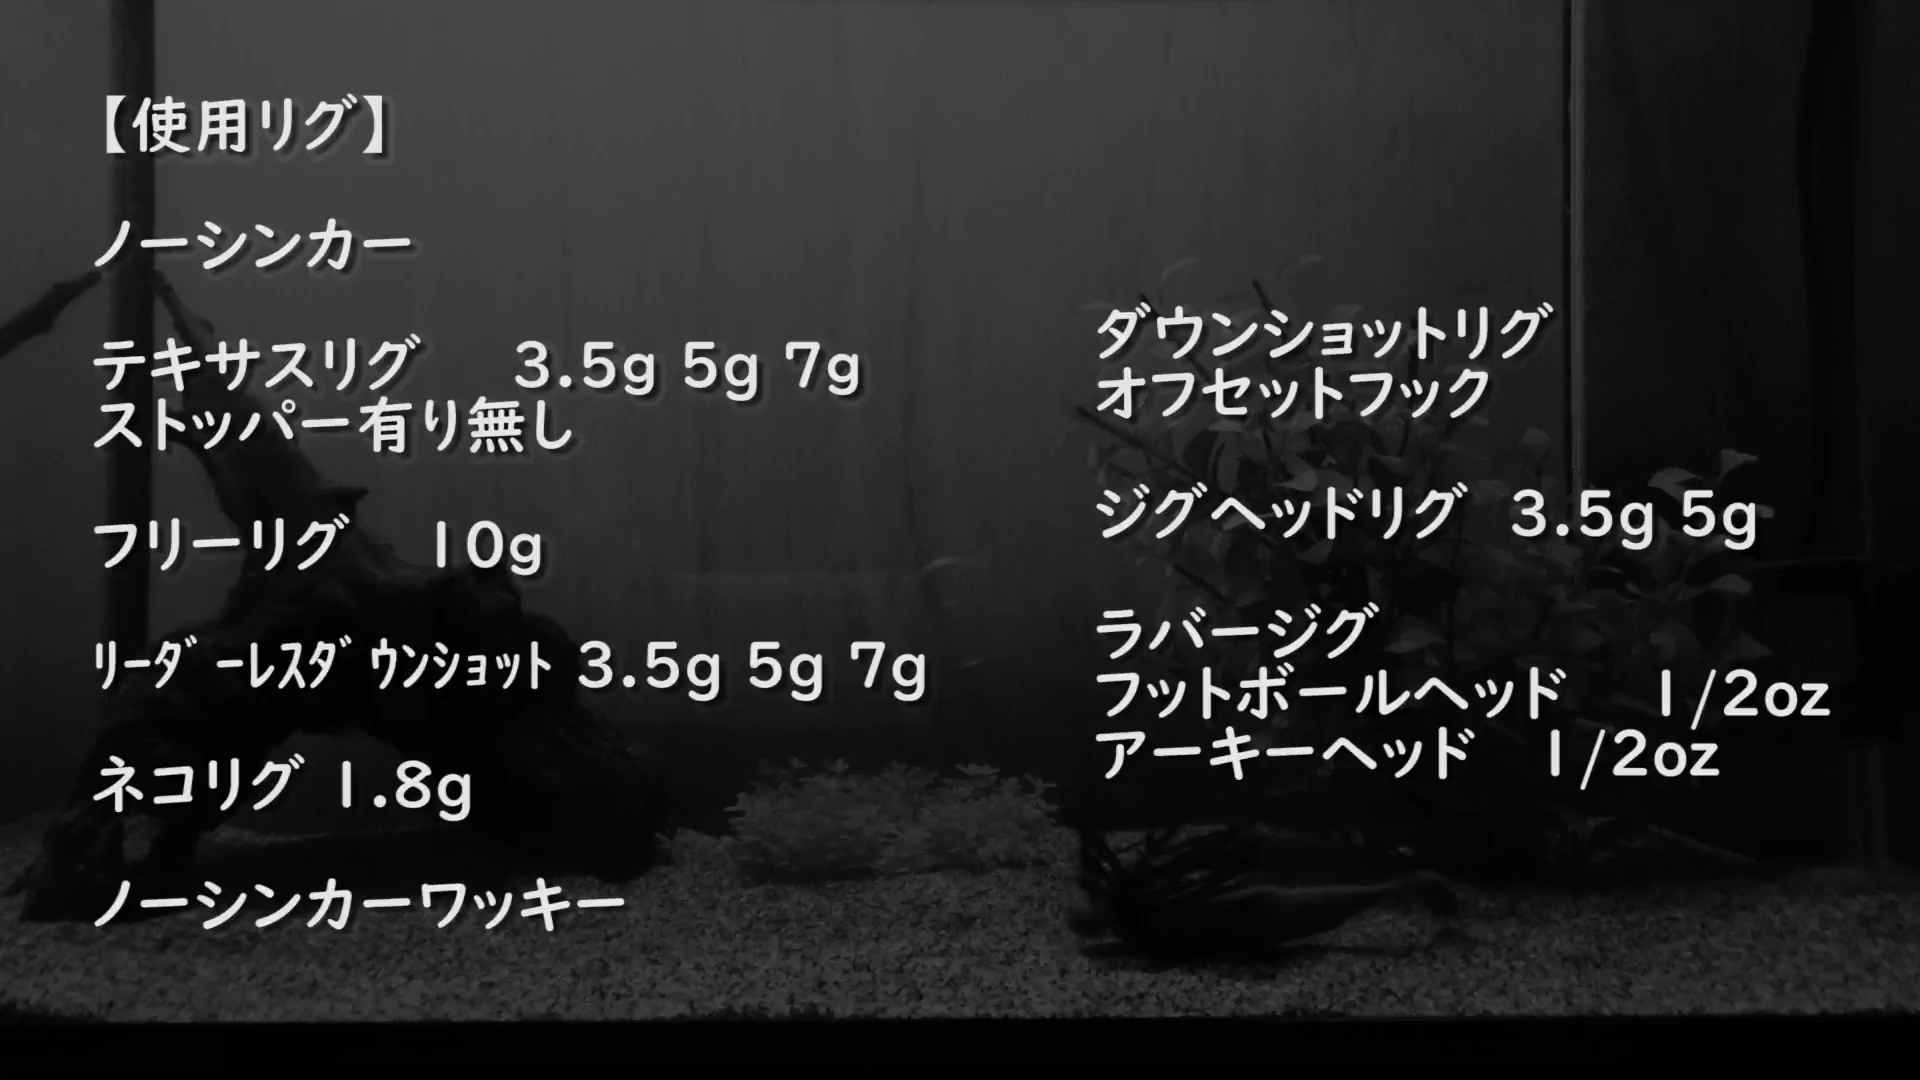 【使用リグ】
ノーシンカー
テキサスリグ　3.5g 5g 7g
ストッパー有り無し
フリーリグ　10g
ﾘｰﾀﾞｰﾚｽﾀﾞｳﾝｼｮｯﾄ 3.5g 5g 7g
ネコリグ 1.8g
ノーシンカーワッキー
ダウンショットリグ
オフセットフック
ジグヘッドリグ 3.5g 5g
ラバージグ
フットボールヘッド　1/2oz
アーキーヘッド　1/2oz